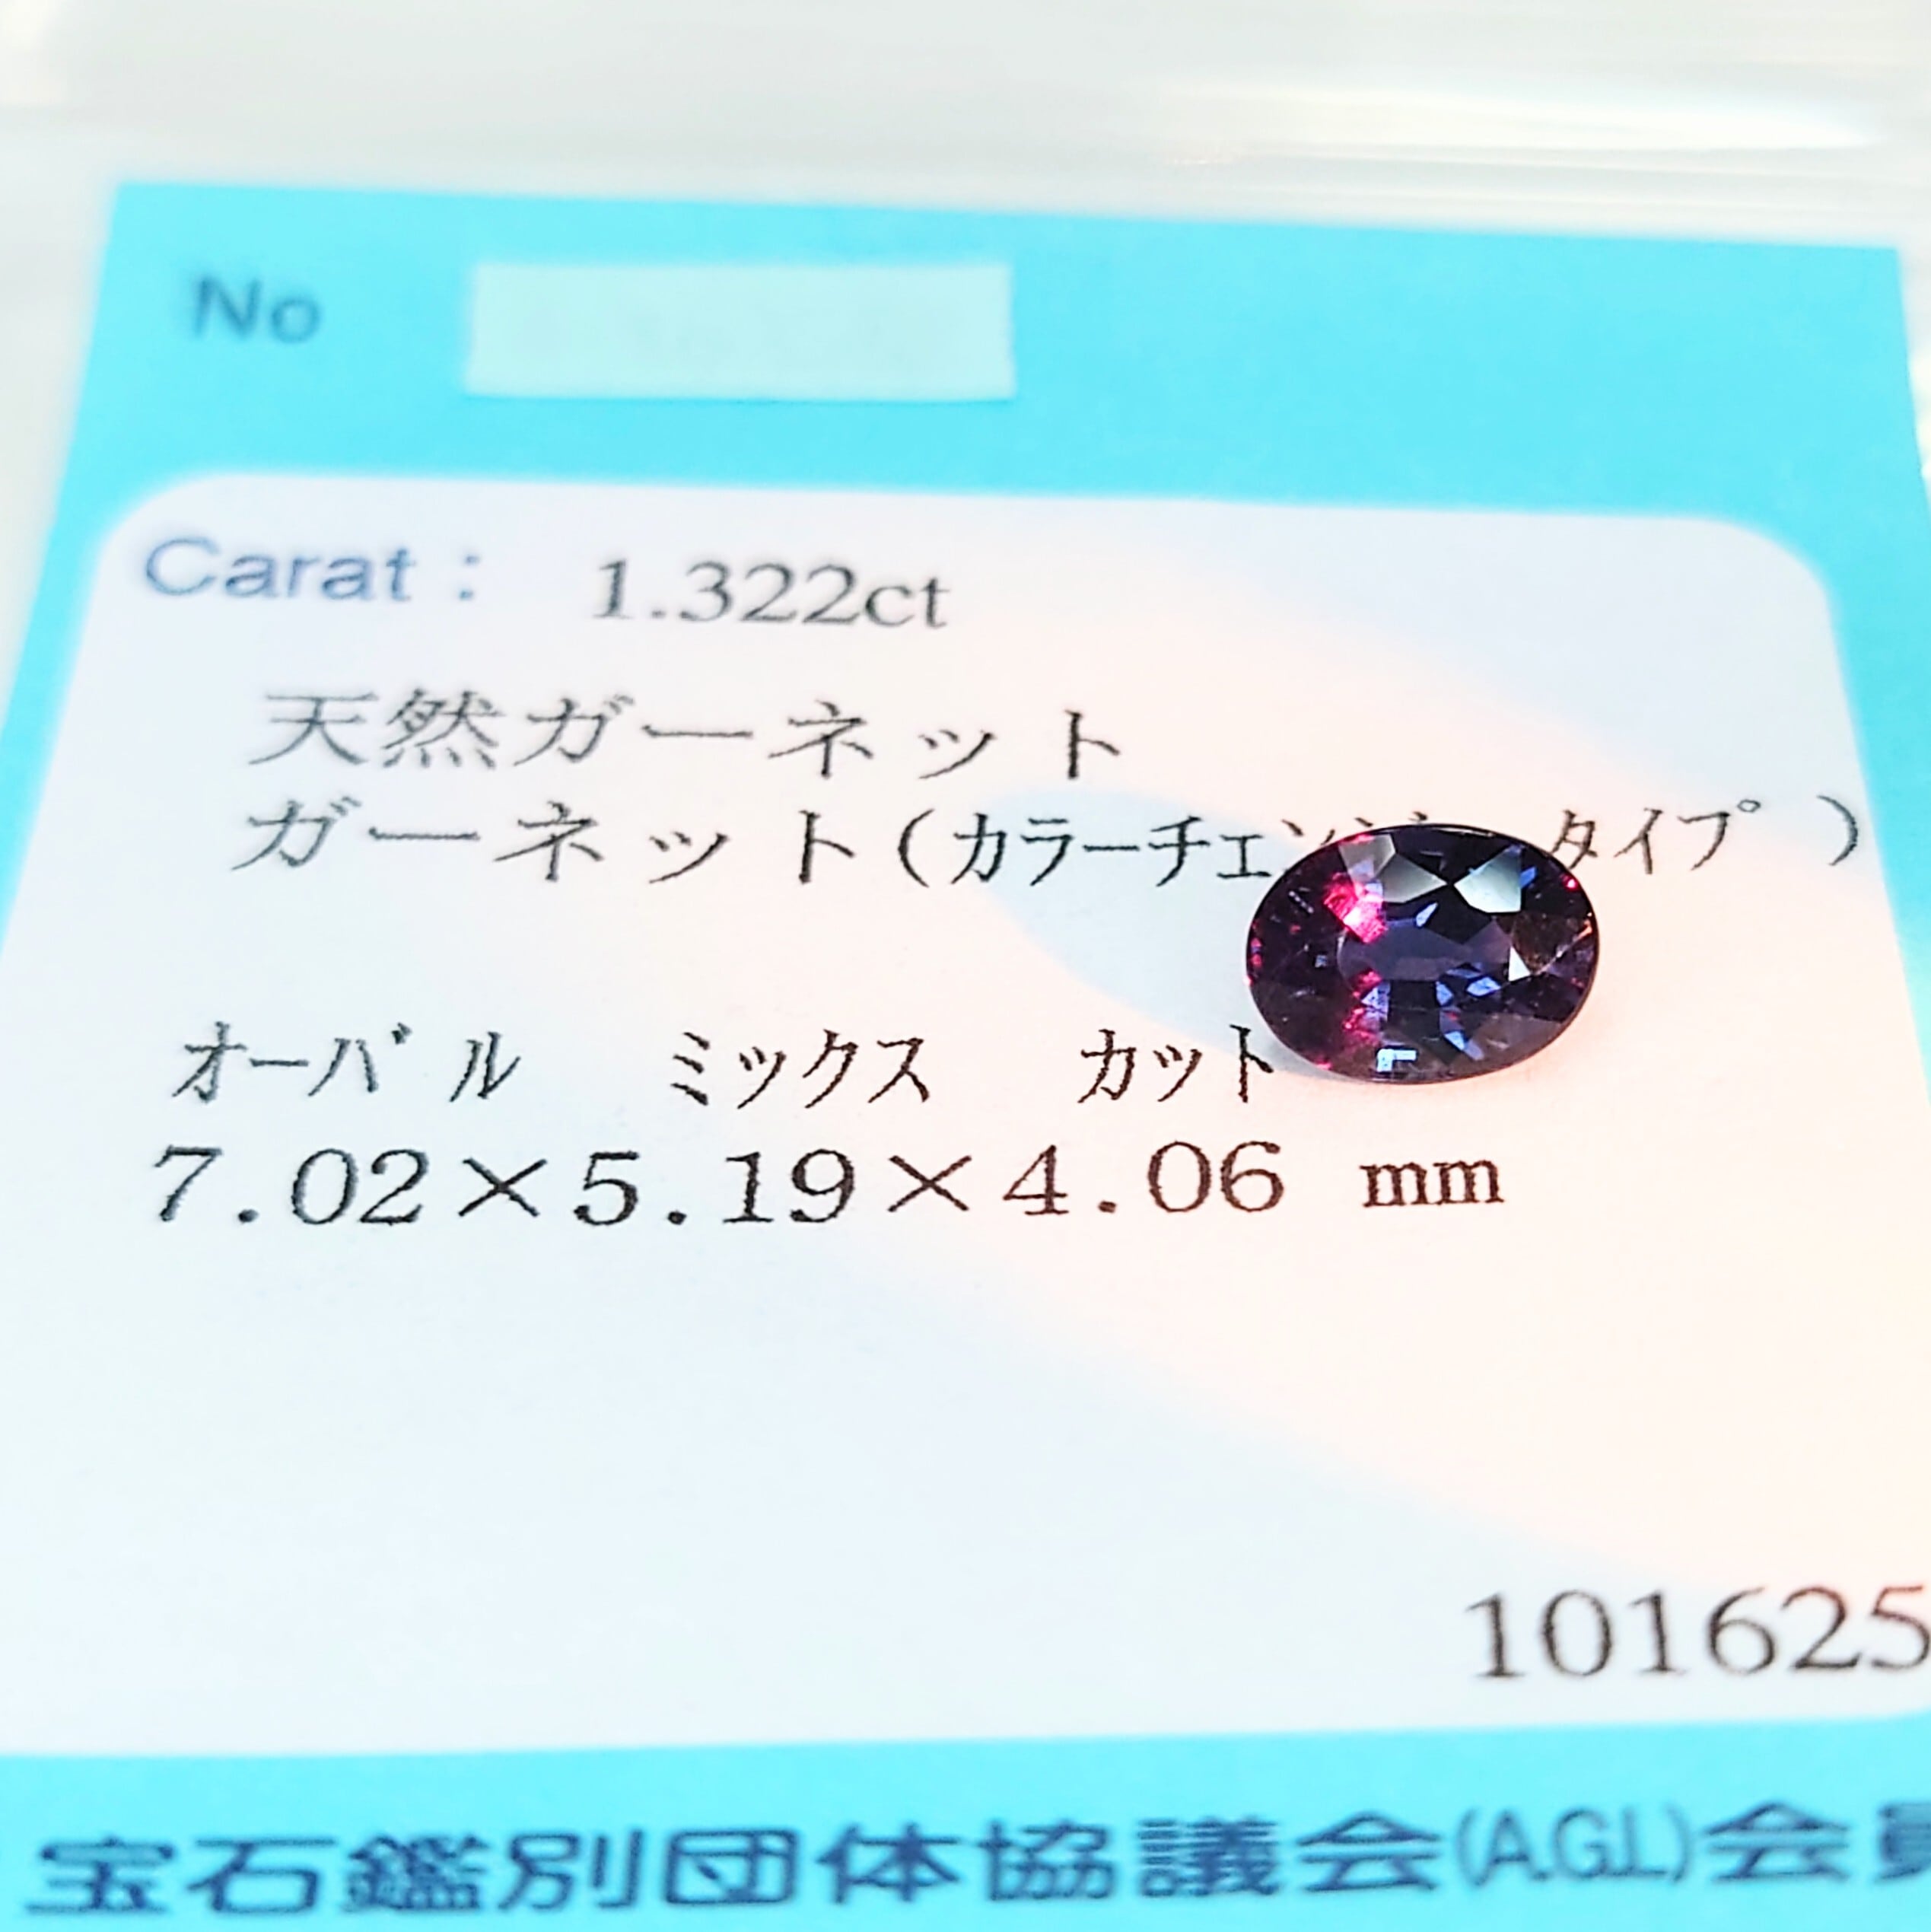 No
Carat : 1.322ct
天然ガーネット
ガーネット(カラーチェン タイプ )
オーバル ミックス カット
7.02×5.19×4.06 mm
101625
宝石鑑別団体協議会(A.G.L)会員